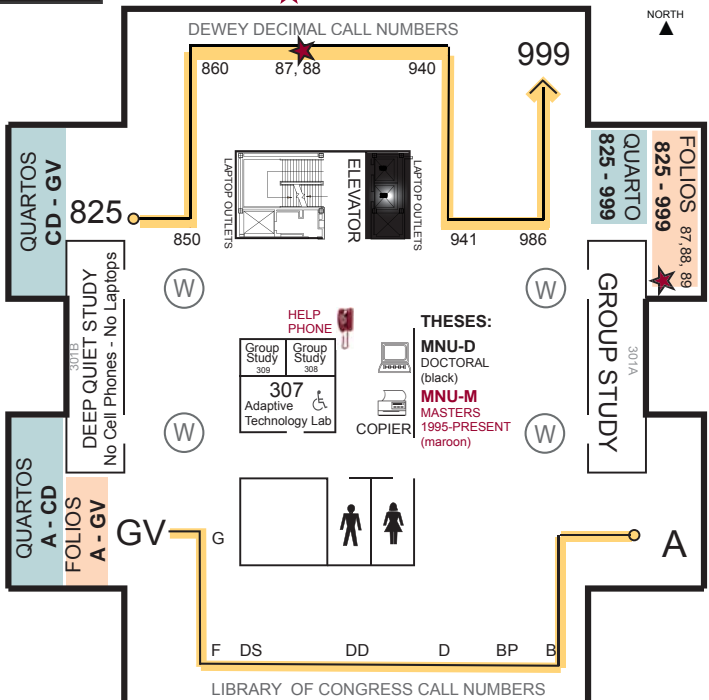 DEWEY DECIMAL CALL NUMBERS
NORTH
860
87, 88
940
999
QUARTOS
CD - GV
825
850
LAPTOP OUTLETS
ELEVATOR
LAPTOP OUTLETS
941
986
QUARTO
825 - 999
FOLIOS
825 - 999
87,88, 89
W
W
301B
DEEP QUIET STUDY
No Cell Phones - No Laptops
HELP
PHONE
Group
Study
309
Group
Study
308
307
Adaptive
Technology Lab
THESES:
MNU-D
DOCTORAL
(black)
MNU-M
MASTERS
1995-PRESENT
(maroon)
COPIER
GROUP STUDY
301A
W
W
QUARTOS
A - CD
FOLIOS
A - GV
GV
G
A
F
DS
DD
D
BP
B
LIBRARY OF CONGRESS CALL NUMBERS